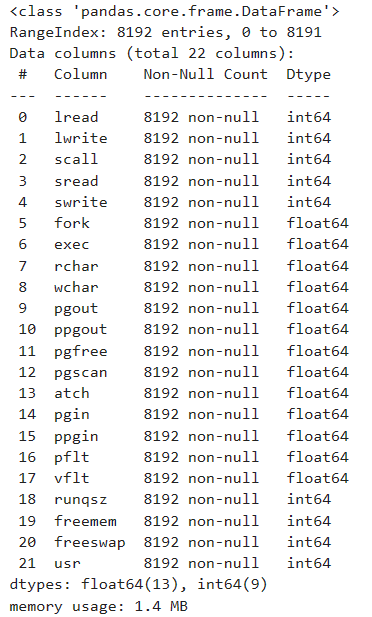 <class 'pandas.core.frame.DataFrame'>
RangeIndex: 8192 entries, 0 to 8191
Data columns (total 22 columns):
 #   Column    Non-Null Count  Dtype
---  ------    --------------  -----
 0   lread     8192 non-null   int64
 1   lwrite    8192 non-null   int64
 2   scall     8192 non-null   int64
 3   sread     8192 non-null   int64
 4   swrite    8192 non-null   int64
 5   fork      8192 non-null   float64
 6   exec      8192 non-null   float64
 7   rchar     8192 non-null   float64
 8   wchar     8192 non-null   float64
 9   pgout     8192 non-null   float64
 10  ppgout    8192 non-null   float64
 11  pgfree    8192 non-null   float64
 12  pgscan    8192 non-null   float64
 13  atch      8192 non-null   float64
 14  pgin      8192 non-null   float64
 15  ppgin     8192 non-null   float64
 16  pflt      8192 non-null   float64
 17  vflt      8192 non-null   float64
 18  runqsz    8192 non-null   int64
 19  freemem   8192 non-null   int64
 20  freeswap  8192 non-null   int64
 21  usr       8192 non-null   int64
dtypes: float64(13), int64(9)
memory usage: 1.4 MB